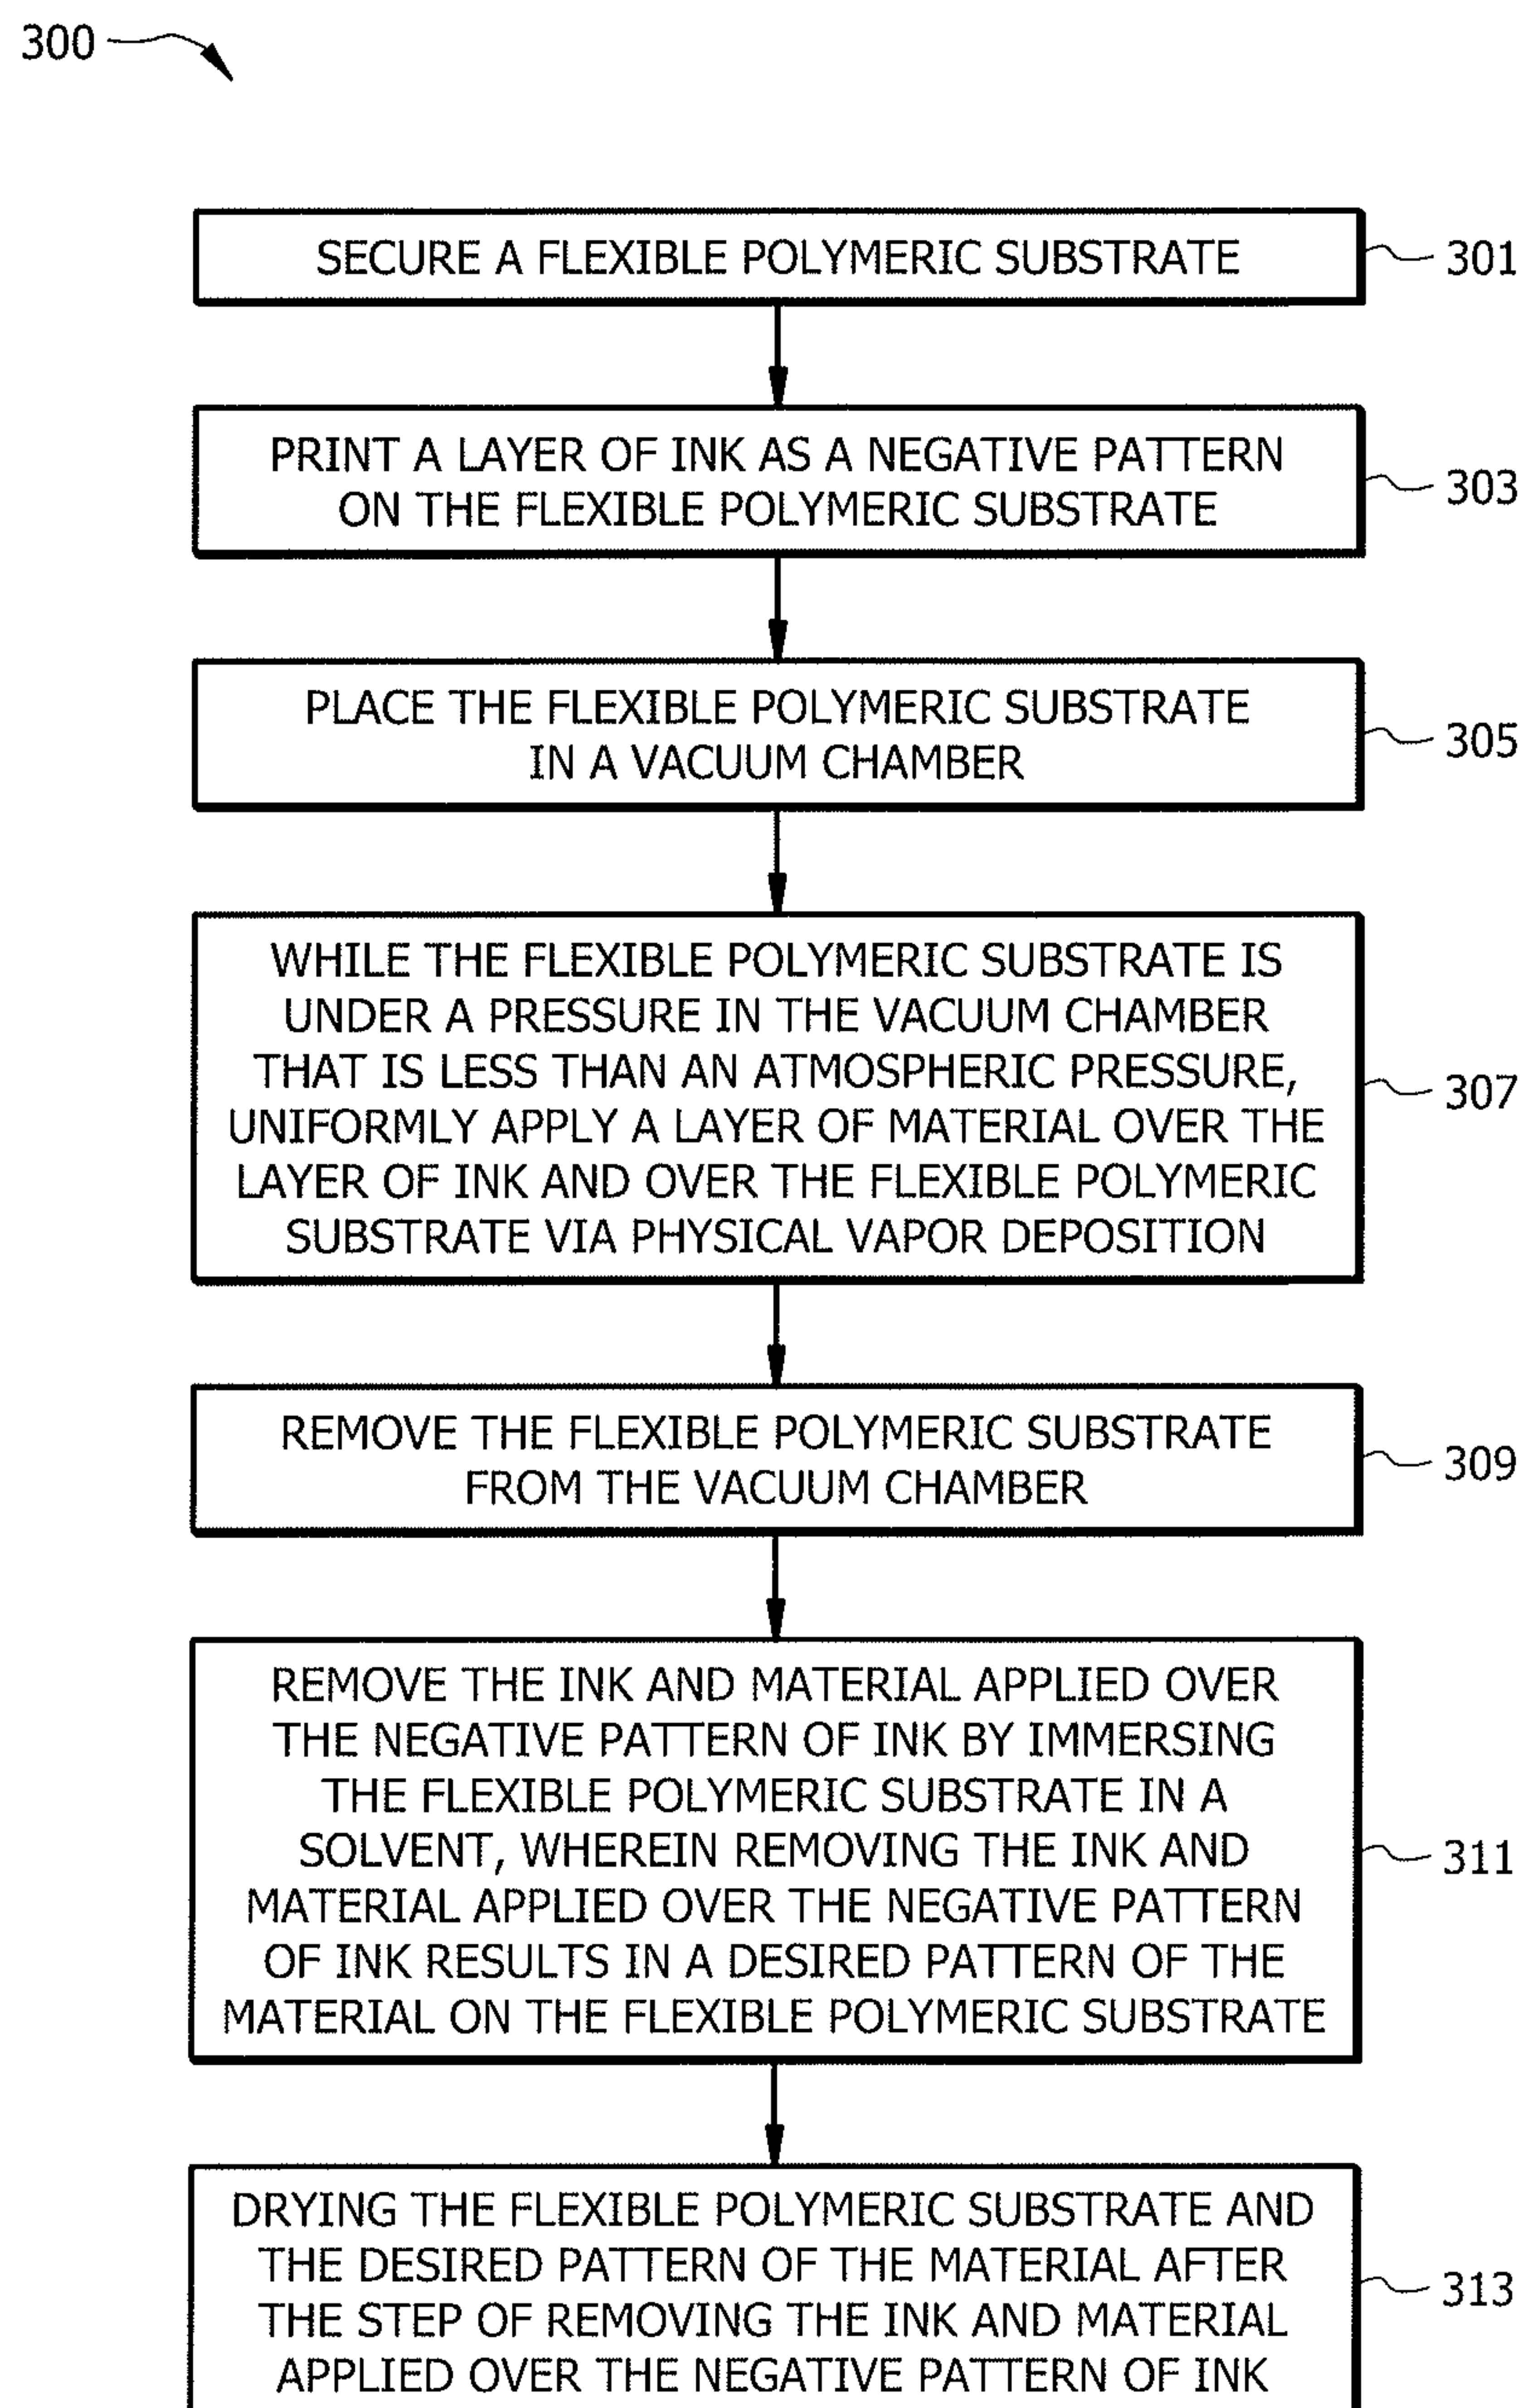 300
SECURE A FLEXIBLE POLYMERIC SUBSTRATE
301
PRINT A LAYER OF INK AS A NEGATIVE PATTERN
ON THE FLEXIBLE POLYMERIC SUBSTRATE
303
PLACE THE FLEXIBLE POLYMERIC SUBSTRATE
IN A VACUUM CHAMBER
305
WHILE THE FLEXIBLE POLYMERIC SUBSTRATE IS
UNDER A PRESSURE IN THE VACUUM CHAMBER
THAT IS LESS THAN AN ATMOSPHERIC PRESSURE,
UNIFORMLY APPLY A LAYER OF MATERIAL OVER THE
LAYER OF INK AND OVER THE FLEXIBLE POLYMERIC
SUBSTRATE VIA PHYSICAL VAPOR DEPOSITION
307
REMOVE THE FLEXIBLE POLYMERIC SUBSTRATE
FROM THE VACUUM CHAMBER
309
REMOVE THE INK AND MATERIAL APPLIED OVER
THE NEGATIVE PATTERN OF INK BY IMMERSING
THE FLEXIBLE POLYMERIC SUBSTRATE IN A
SOLVENT, WHEREIN REMOVING THE INK AND
MATERIAL APPLIED OVER THE NEGATIVE PATTERN
OF INK RESULTS IN A DESIRED PATTERN OF THE
MATERIAL ON THE FLEXIBLE POLYMERIC SUBSTRATE
311
DRYING THE FLEXIBLE POLYMERIC SUBSTRATE AND
THE DESIRED PATTERN OF THE MATERIAL AFTER
THE STEP OF REMOVING THE INK AND MATERIAL
APPLIED OVER THE NEGATIVE PATTERN OF INK
313